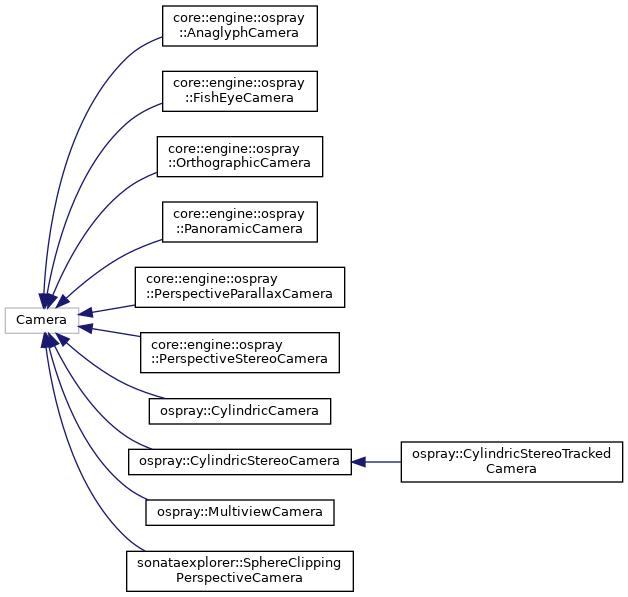 core::engine::ospray
::AnaglyphCamera
core::engine::ospray
::FishEyeCamera
core::engine::ospray
::OrthographicCamera
core::engine::ospray
::PanoramicCamera
core::engine::ospray
::PerspectiveParallaxCamera
Camera
core::engine::ospray
::PerspectiveStereoCamera
ospray::CylindricCamera
ospray::CylindricStereoCamera
ospray::CylindricStereoTracked
Camera
ospray::MultiviewCamera
sonataexplorer::SphereClipping
PerspectiveCamera